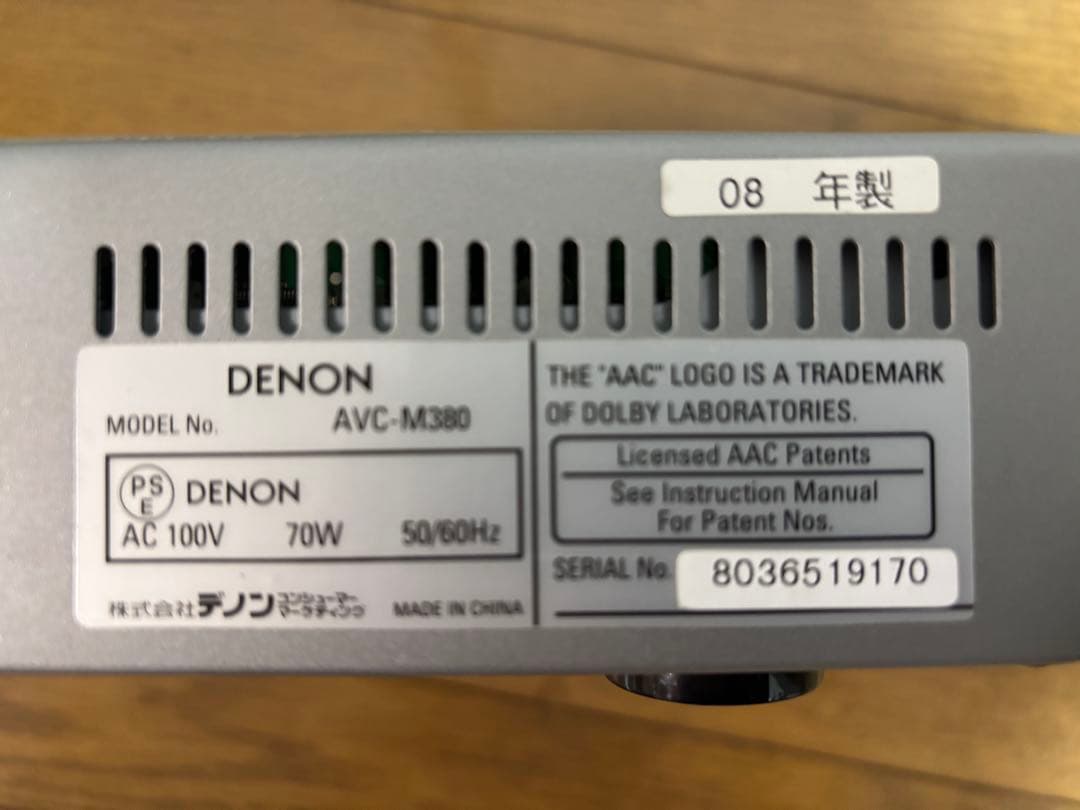 08 年製
DENON
MODEL No. AVC-M380
PS
E
DENON
AC 100V 70W 50/60Hz
株式会社デノン コンシューマー
マーケティング
MADE IN CHINA
THE "AAC" LOGO IS A TRADEMARK
OF DOLBY LABORATORIES.
Licensed AAC Patents
See Instruction Manual
For Patent Nos.
SERIAL No. 8036519170